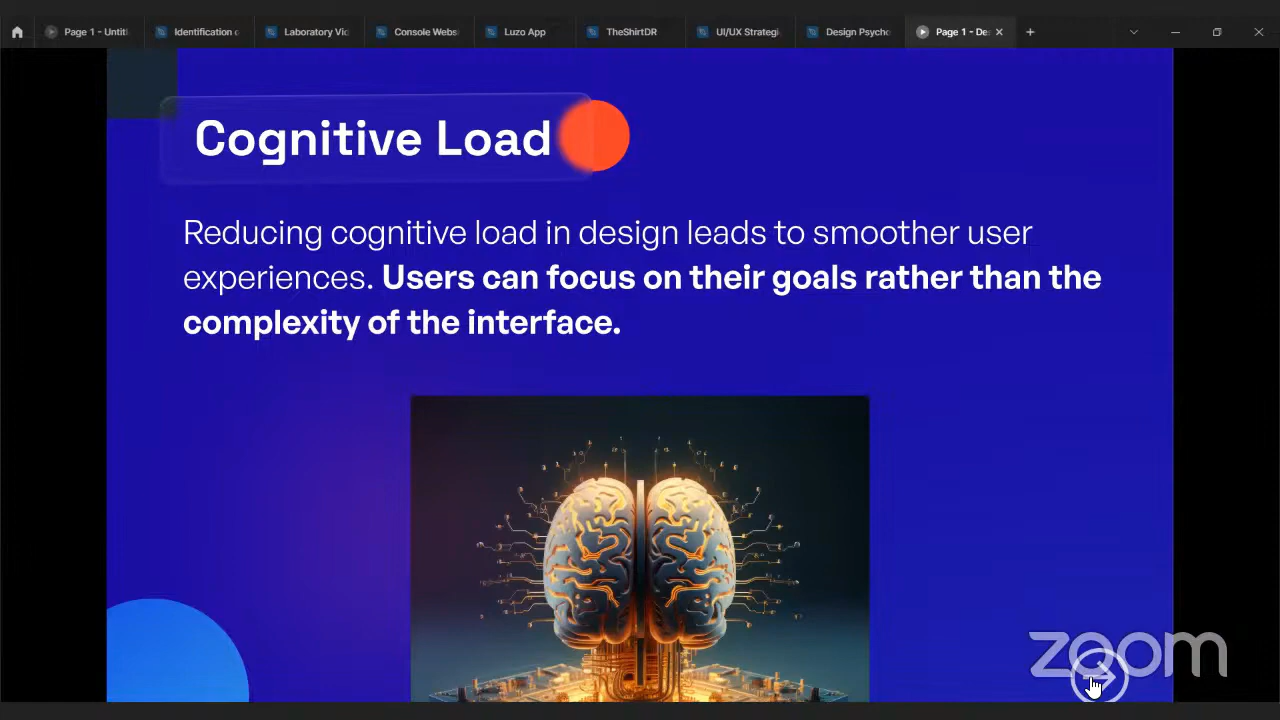 Page 1 - Untit
Identification o
Laboratory Vic
Console Webs
Luzo App
TheShirtDR
UI/UX Strategi
Design Psycho
Page 1 - Des
Cognitive Load
Reducing cognitive load in design leads to smoother user
experiences. Users can focus on their goals rather than the
complexity of the interface.
zoom